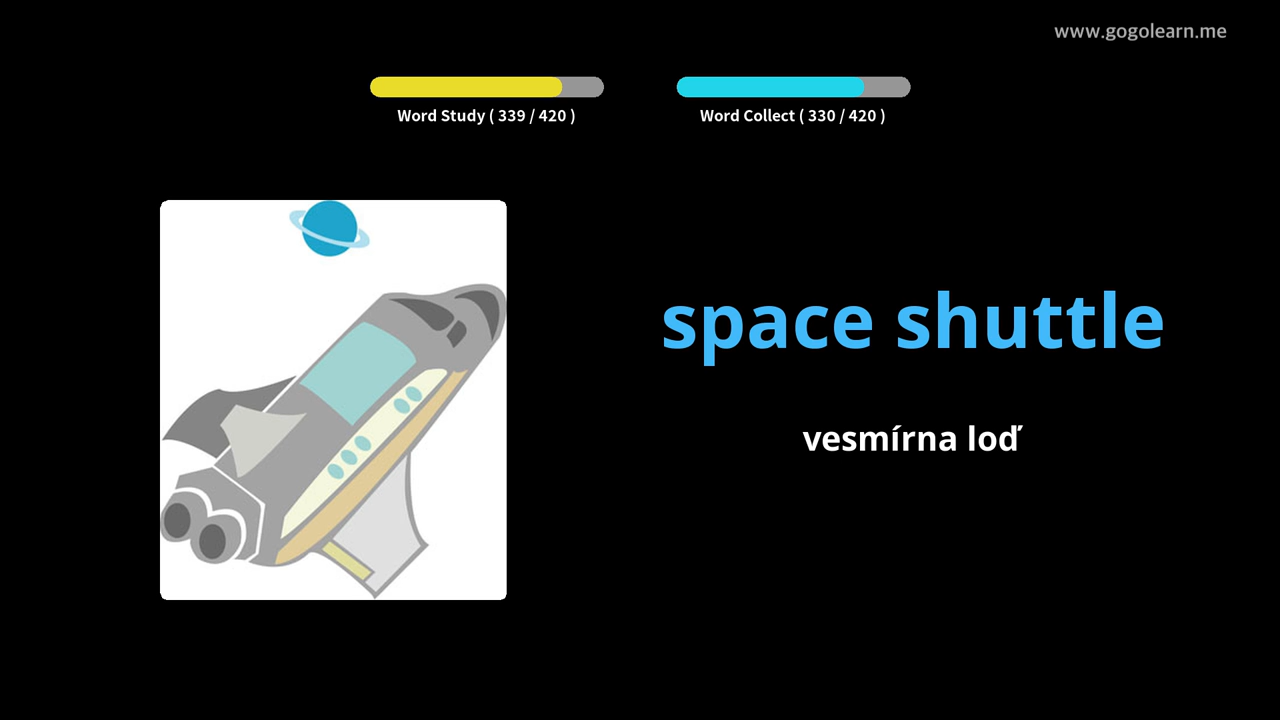 www.gogolearn.me
Word Study ( 339 / 420 )
Word Collect ( 330 / 420 )
space shuttle
vesmírna loď